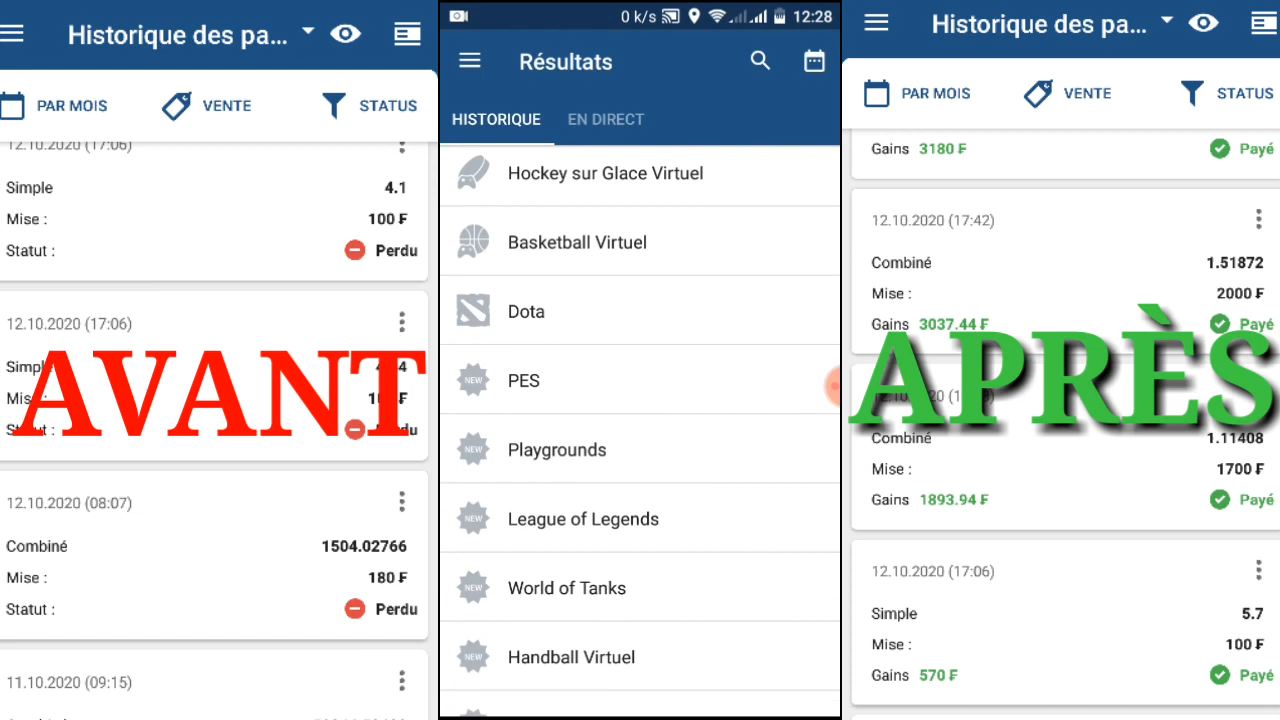 Historique des pa...
PAR MOIS
VENTE
STATUS
12.10.2020 (17:06)
Simple
4.1
Mise :
100 ₣
Statut :
Perdu
12.10.2020 (17:06)
AVANT
12.10.2020 (08:07)
Combiné
1504.02766
Mise :
180 ₣
Statut :
Perdu
11.10.2020 (09:15)
0 k/s
12:28
Résultats
HISTORIQUE
EN DIRECT
Hockey sur Glace Virtuel
Basketball Virtuel
Dota
NEW
PES
NEW
Playgrounds
NEW
League of Legends
NEW
World of Tanks
NEW
Handball Virtuel
Historique des pa...
PAR MOIS
VENTE
STATUS
Gains 3180 ₣
Payé
12.10.2020 (17:42)
Combiné
1.51872
Mise :
2000 ₣
Gains 3037.44 ₣
Payé
APRÈS
Combiné
1.11408
Mise :
1700 ₣
Gains 1893.94 ₣
Payé
12.10.2020 (17:06)
Simple
5.7
Mise :
100 ₣
Gains 570 ₣
Payé